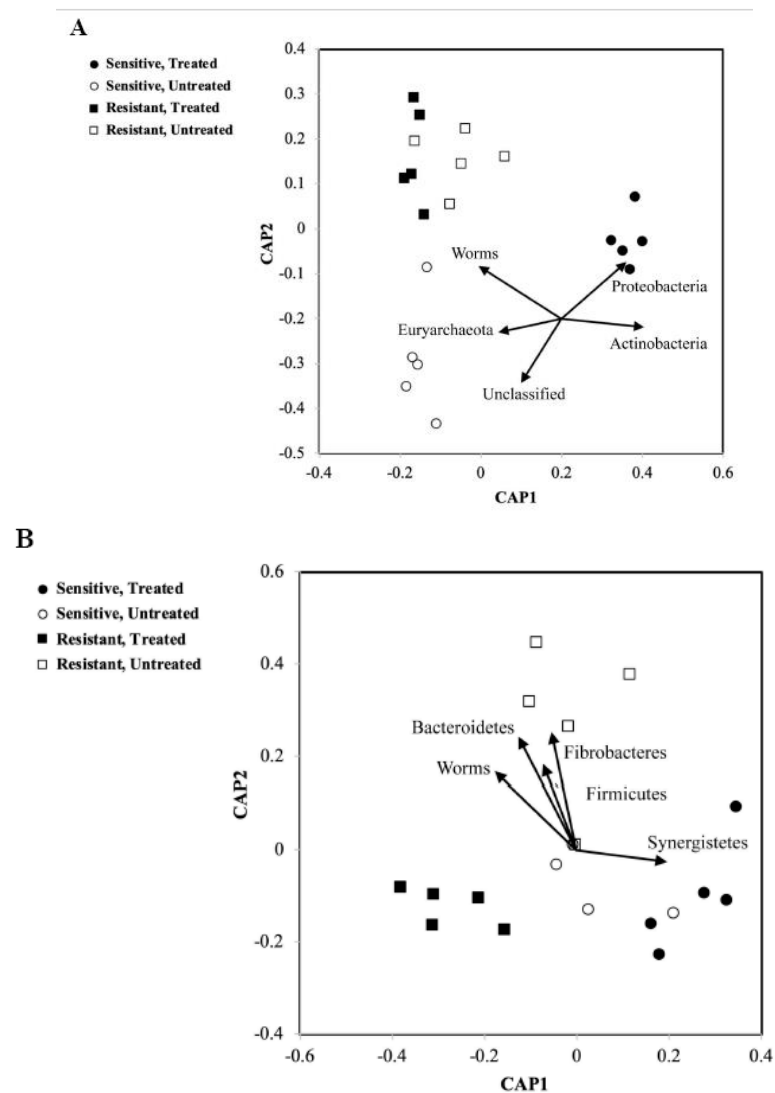 A
Sensitive, Treated
Sensitive, Untreated
Resistant, Treated
Resistant, Untreated
0.4
0.3
0.2
0.1
0
-0.1
-0.2
-0.3
-0.4
-0.5
CAP2
Worms
Proteobacteria
Euryarchaeota
Actinobacteria
Unclassified
-0.4
-0.2
0
0.2
0.4
0.6
CAP1
B
Sensitive, Treated
Sensitive, Untreated
Resistant, Treated
Resistant, Untreated
0.6
0.4
0.2
0
-0.2
-0.4
CAP2
Bacteroidetes
Fibrobacteres
Worms
Firmicutes
Synergistetes
-0.6
-0.4
-0.2
0
0.2
0.4
CAP1